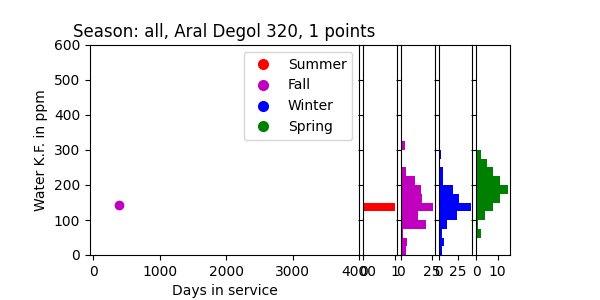 Season: all, Aral Degol 320, 1 points
Water K.F. in ppm
600
500
400
300
200
100
0
Summer
Fall
Winter
Spring
0 1000 2000 3000 4000 0 1 0 25 0 25 0 10
Days in service